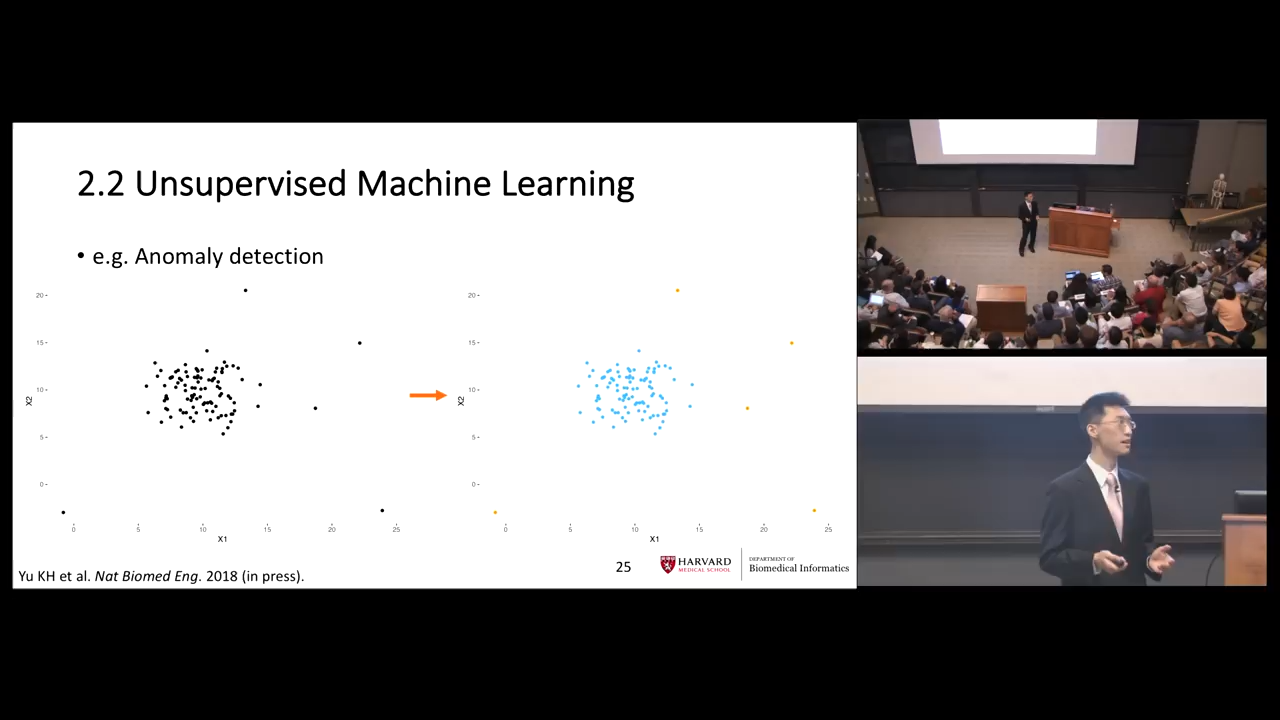 2.2 Unsupervised Machine Learning
• e.g. Anomaly detection
20
15
10
5
0
X2
0 5 10 15 20 25
X1
20
15
10
5
0
X2
0 5 10 15 20 25
X1
Yu KH et al. Nat Biomed Eng. 2018 (in press).
25
HARVARD
MEDICAL SCHOOL
DEPARTMENT OF
Biomedical Informatics